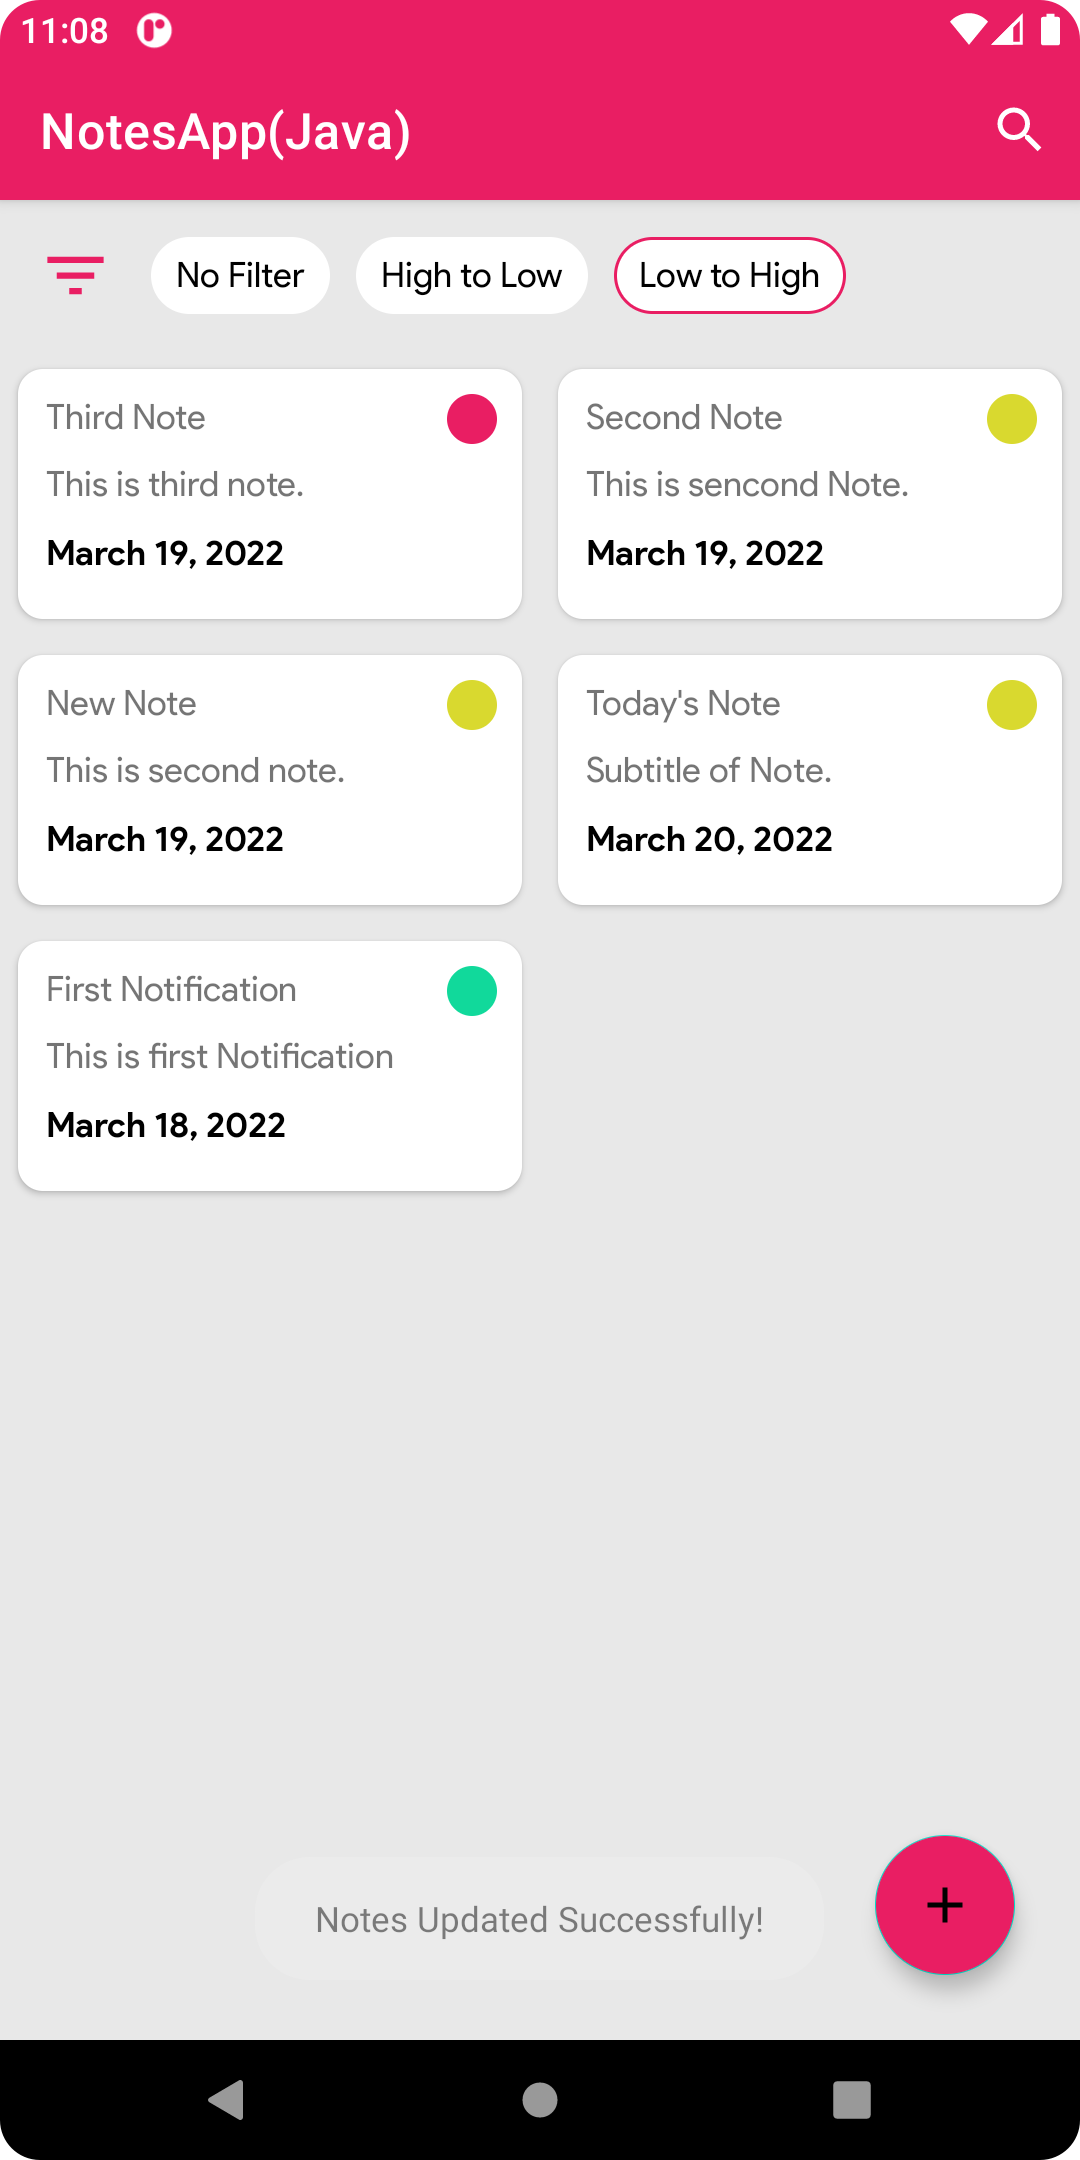 11:08
NotesApp(Java)
No Filter
High to Low
Low to High
Third Note
This is third note.
March 19, 2022
Second Note
This is sencond Note.
March 19, 2022
New Note
This is second note.
March 19, 2022
Today's Note
Subtitle of Note.
March 20, 2022
First Notification
This is first Notification
March 18, 2022
Notes Updated Successfully!